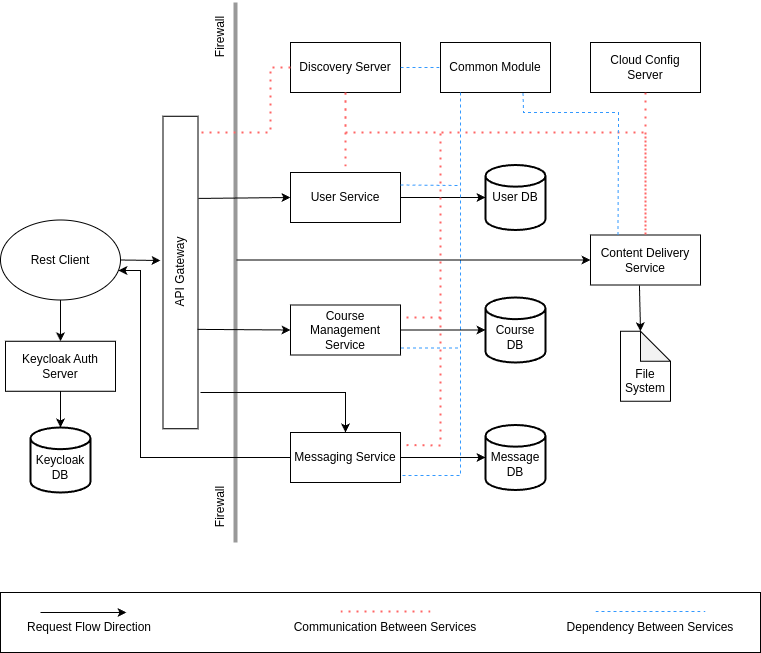 Firewall
Discovery Server
Common Module
Cloud Config
Server
User Service
User DB
Rest Client
API Gateway
Content Delivery
Service
Course
Management
Service
Course
DB
Keycloak Auth
Server
File
System
Keycloak
DB
Messaging Service
Message
DB
Firewall
Request Flow Direction
Communication Between Services
Dependency Between Services